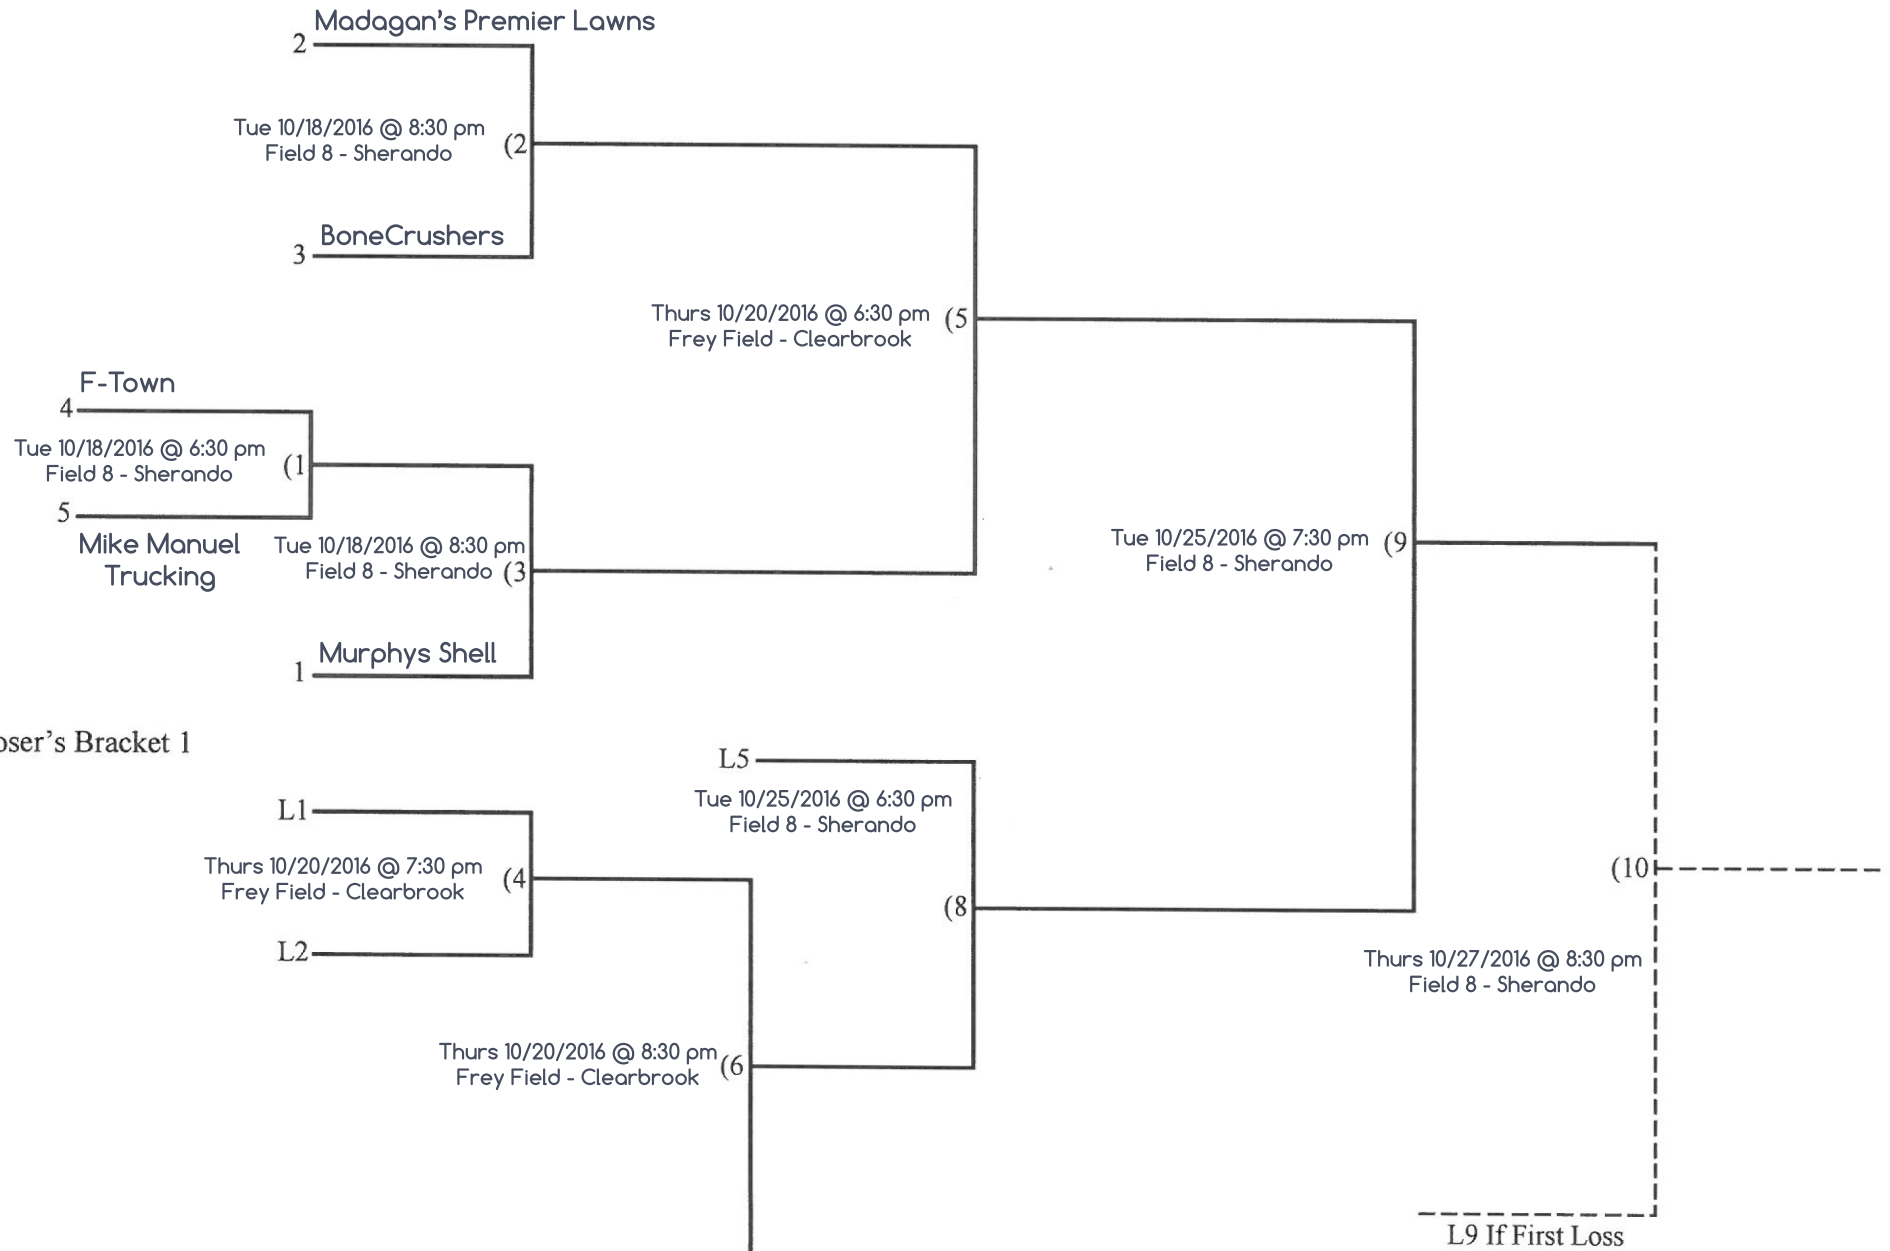 Madagan's Premier Lawns
2
Tue 10/18/2016 @ 8:30 pm
Field 8 - Sherando
(2
BoneCrushers
3
Thurs 10/20/2016 @ 6:30 pm
Frey Field - Clearbrook
(5
F-Town
4
Tue 10/18/2016 @ 6:30 pm
Field 8 - Sherando
(1
5
Mike Manuel
Trucking
Tue 10/18/2016 @ 8:30 pm
Field 8 - Sherando
(3
Tue 10/25/2016 @ 7:30 pm
Field 8 - Sherando
(9
Murphys Shell
1
oser's Bracket 1
L5
Tue 10/25/2016 @ 6:30 pm
Field 8 - Sherando
L1
Thurs 10/20/2016 @ 7:30 pm
Frey Field - Clearbrook
(4
(8
(10
L2
Thurs 10/27/2016 @ 8:30 pm
Field 8 - Sherando
Thurs 10/20/2016 @ 8:30 pm
Frey Field - Clearbrook
(6
L9 If First Loss